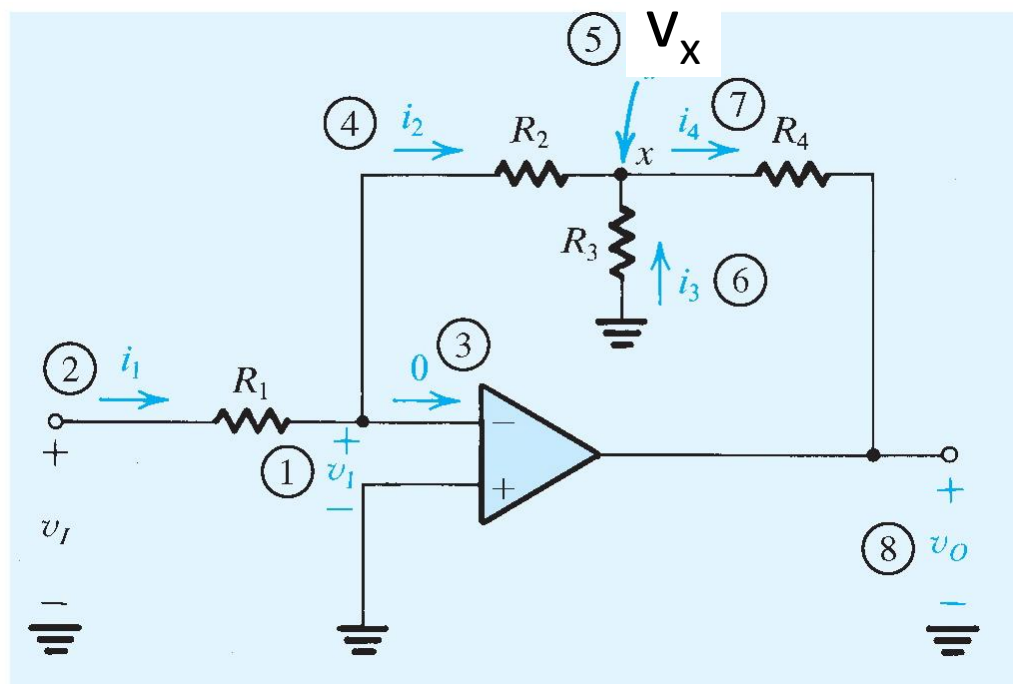 5 Vx
4 i2 R2 i4 7 R4
x
R3 i3 6
2 i1 R1 0 3
−
+
1 v1
−
+
+
vI
−
+
8 vO
−